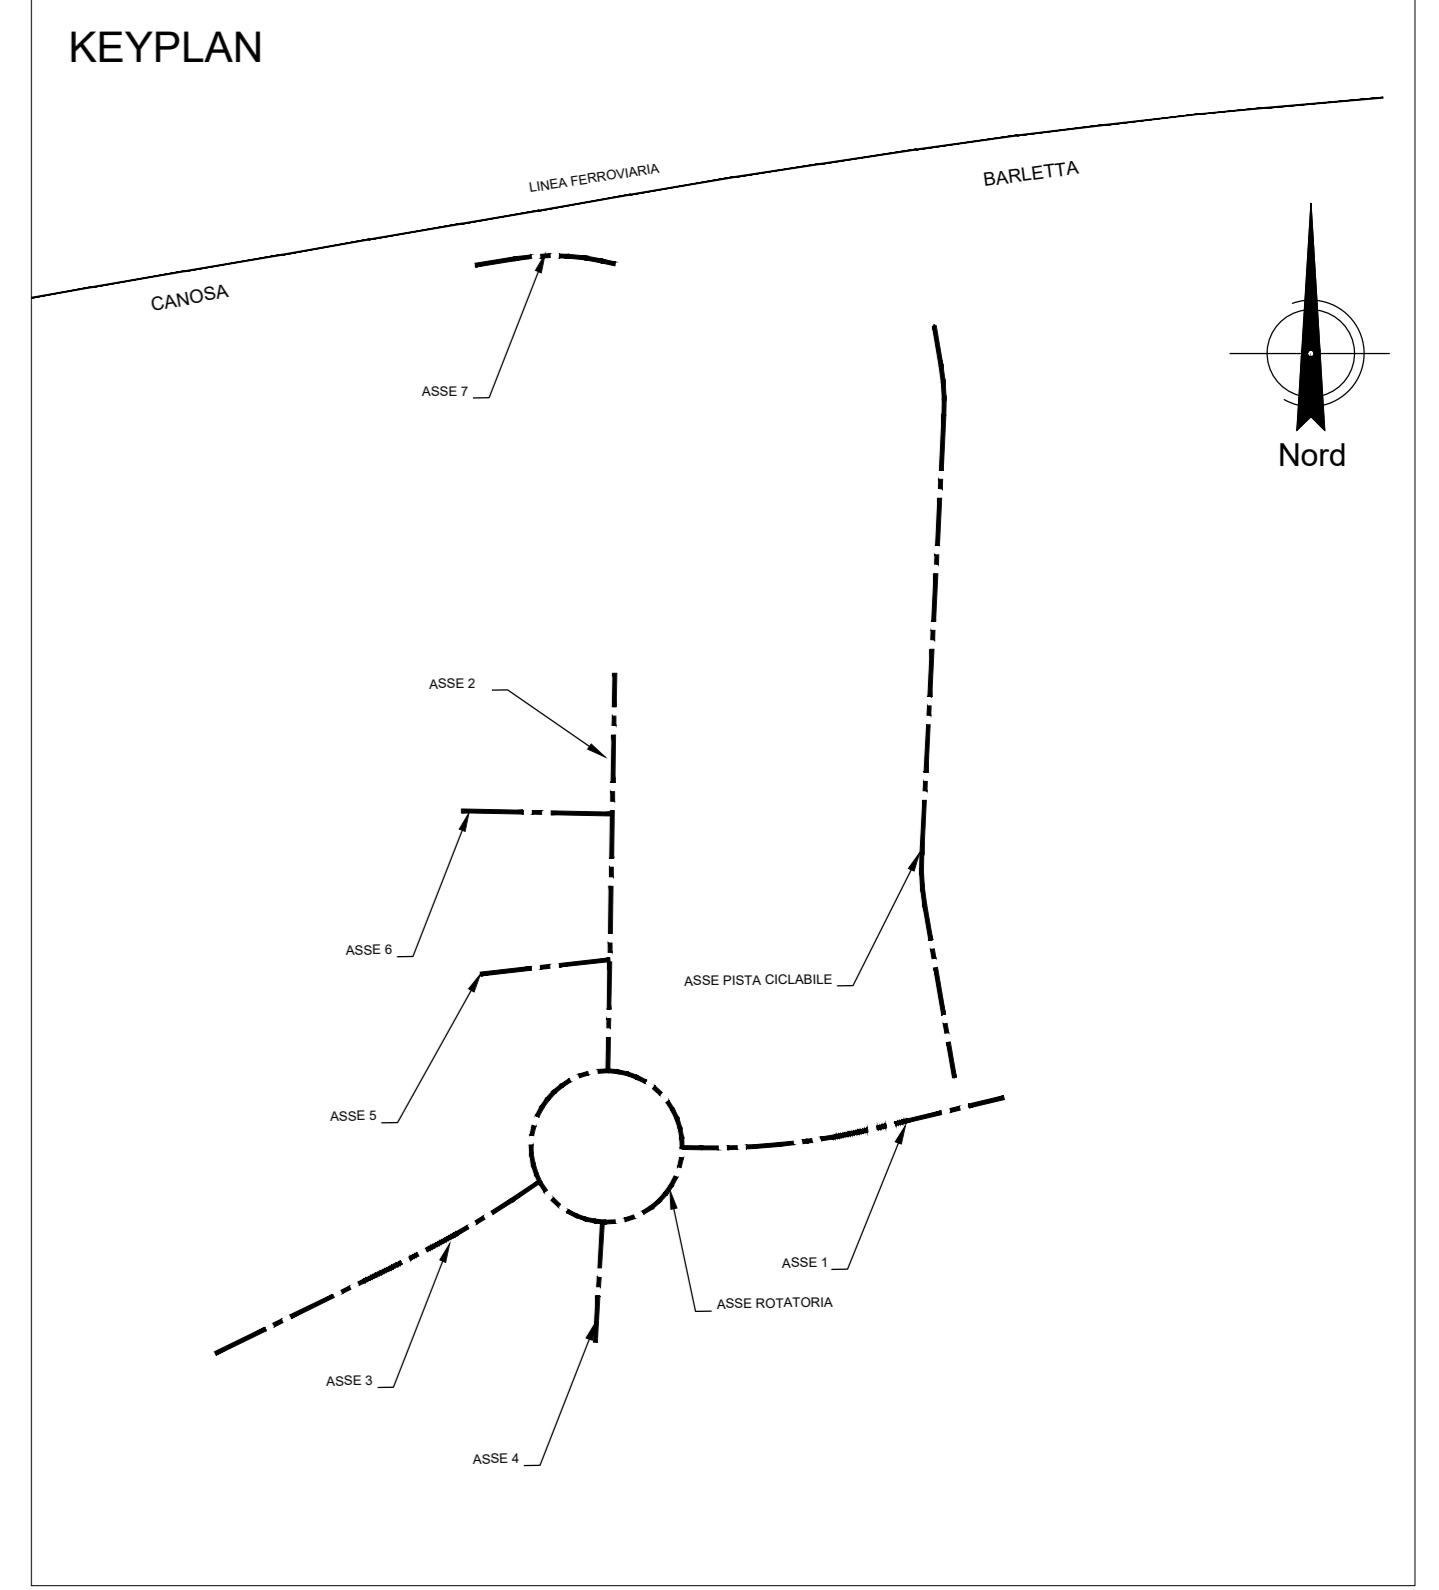 KEYPLAN
LINEA FERROVIARIA
BARLETTA
CANOSA
ASSE 7
Nord
ASSE 2
ASSE 6
ASSE PISTA CICLABILE
ASSE 5
ASSE 1
ASSE ROTATORIA
ASSE 3
ASSE 4